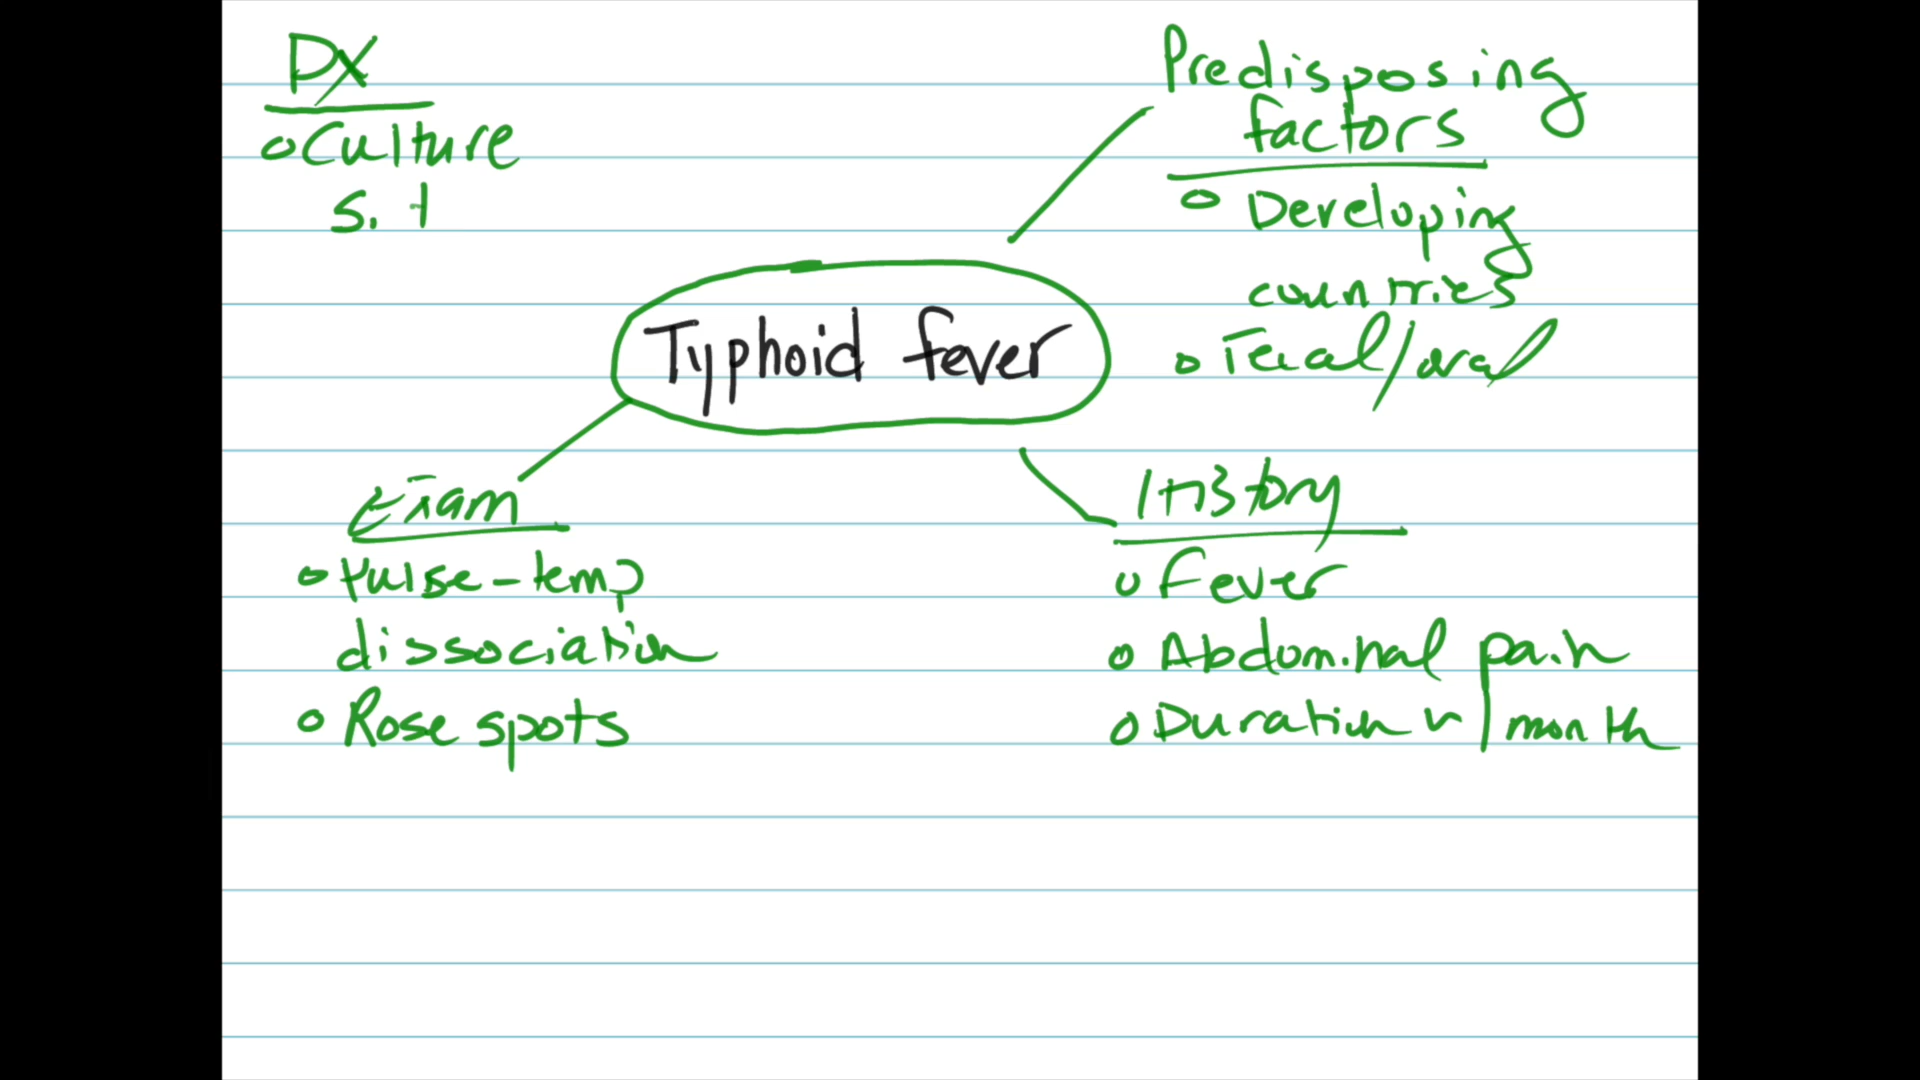 DX
Culture
S. t
Predisposing
factors
Developing
countries
Fecal/oral
Typhoid fever
Exam
Pulse-temp
dissociation
Rose spots
History
Fever
Abdominal pain
Duration ~ 1 month